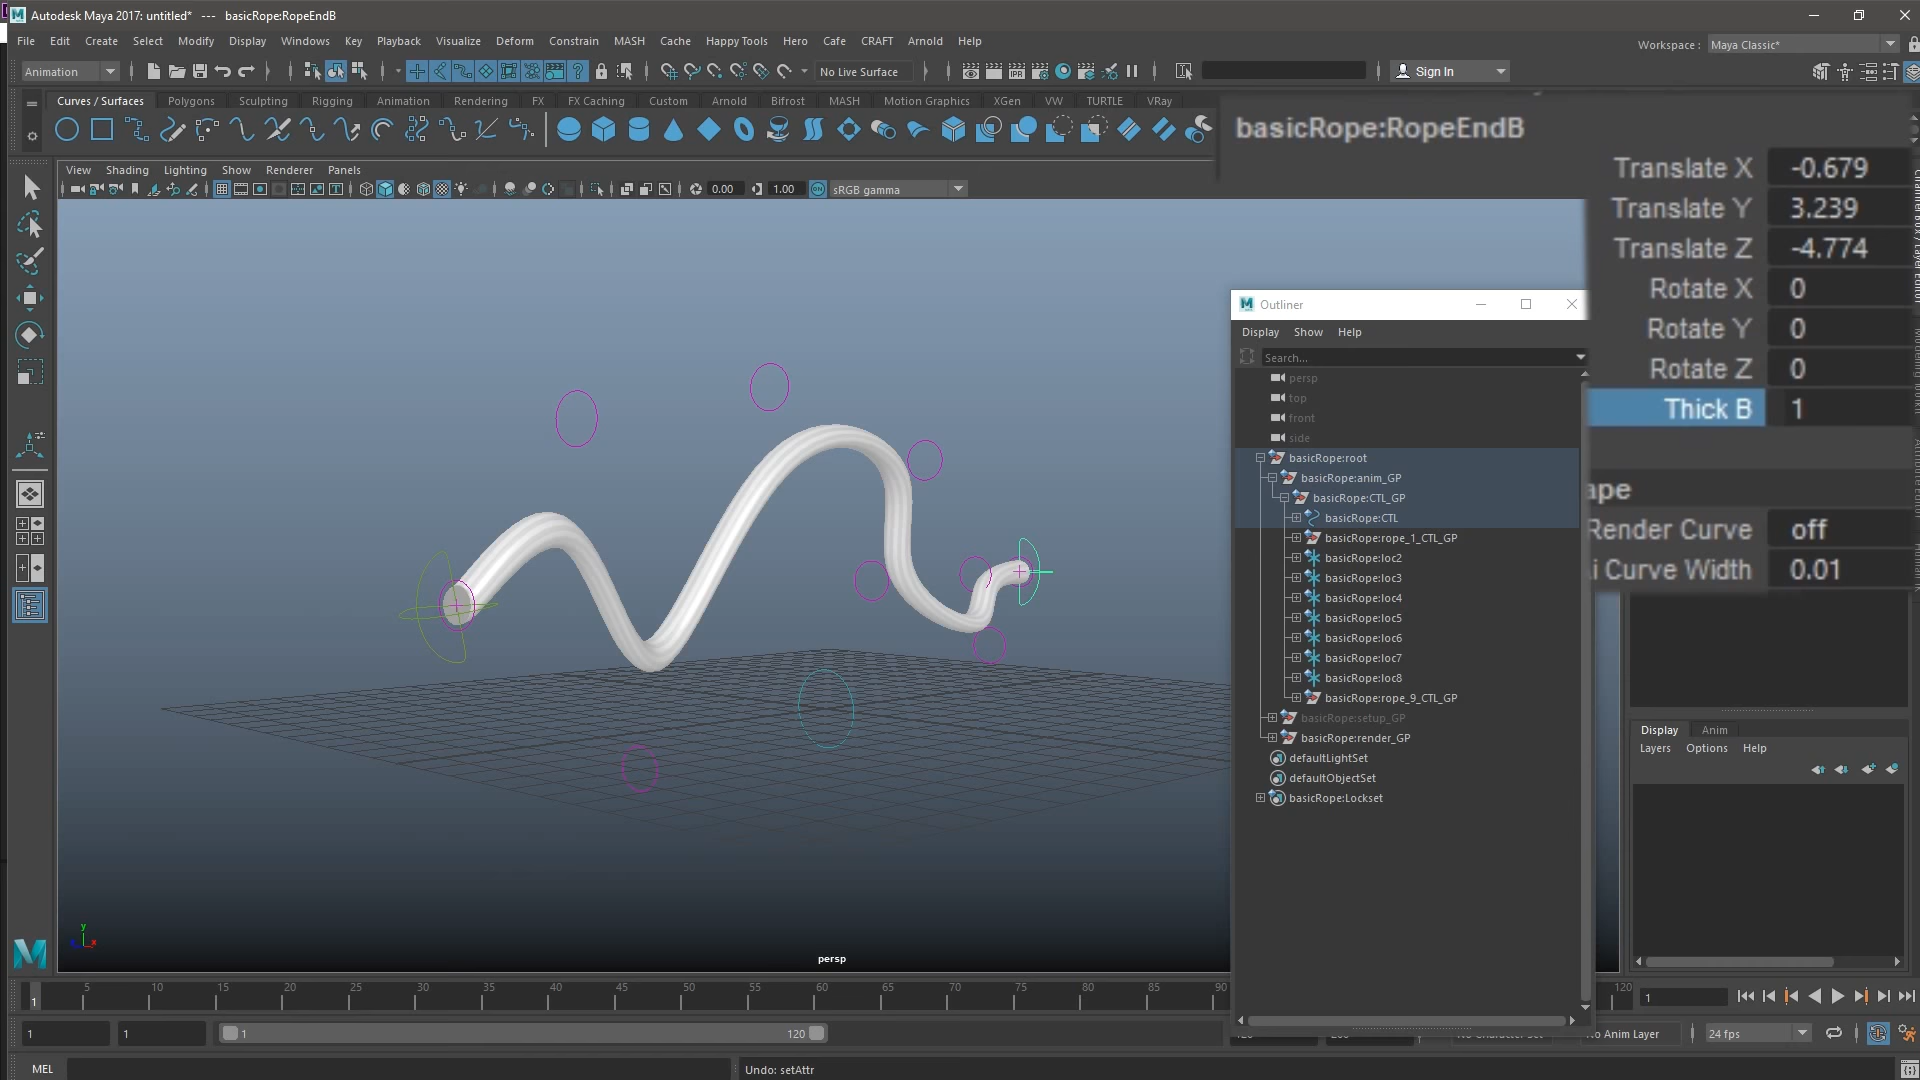 Autodesk Maya 2017: untitled* --- basicRope:RopeEndB
File Edit Create Select Modify Display Windows Key Playback Visualize Deform Constrain MASH Cache Happy Tools Hero Cafe CRAFT Arnold Help
Workspace : Maya Classic*
Animation No Live Surface Sign In
Curves / Surfaces Polygons Sculpting Rigging Animation Rendering FX FX Caching Custom Arnold Bifrost MASH Motion Graphics XGen VW TURTLE VRay
basicRope:RopeEndB
Translate X -0.679
Translate Y 3.239
Translate Z -4.774
Rotate X 0
Rotate Y 0
Rotate Z 0
Thick B 1
ape
Render Curve off
i Curve Width 0.01
View Shading Lighting Show Renderer Panels
0.00 1.00 ON sRGB gamma
Outliner
Display Show Help
Search...
persp
top
front
side
basicRope:root
basicRope:anim_GP
basicRope:CTL_GP
basicRope:CTL
basicRope:rope_1_CTL_GP
basicRope:loc2
basicRope:loc3
basicRope:loc4
basicRope:loc5
basicRope:loc6
basicRope:loc7
basicRope:loc8
basicRope:rope_9_CTL_GP
basicRope:setup_GP
basicRope:render_GP
defaultLightSet
defaultObjectSet
basicRope:Lockset
Display Anim
Layers Options Help
y
x
persp
1 5 10 15 20 25 30 35 40 45 50 55 60 65 70 75 80 85 90 120
1
1 1 1 120
No Anim Layer 24 fps
MEL Undo: setAttr